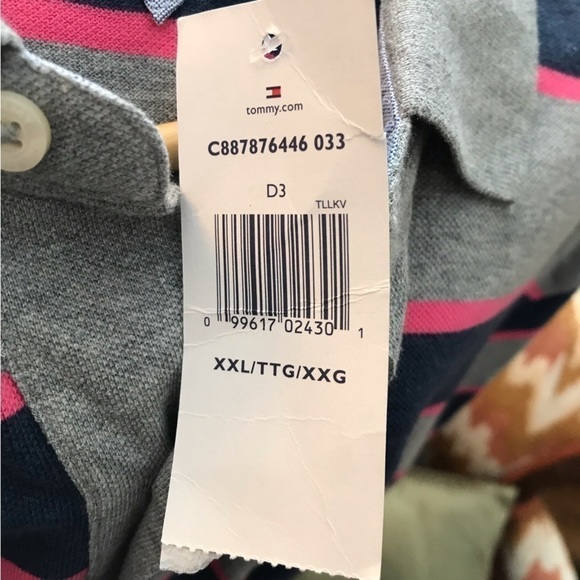 tommy.com
C887876446 033
D3
TLLKV
0 99617 02430 1
XXL/TTG/XXG